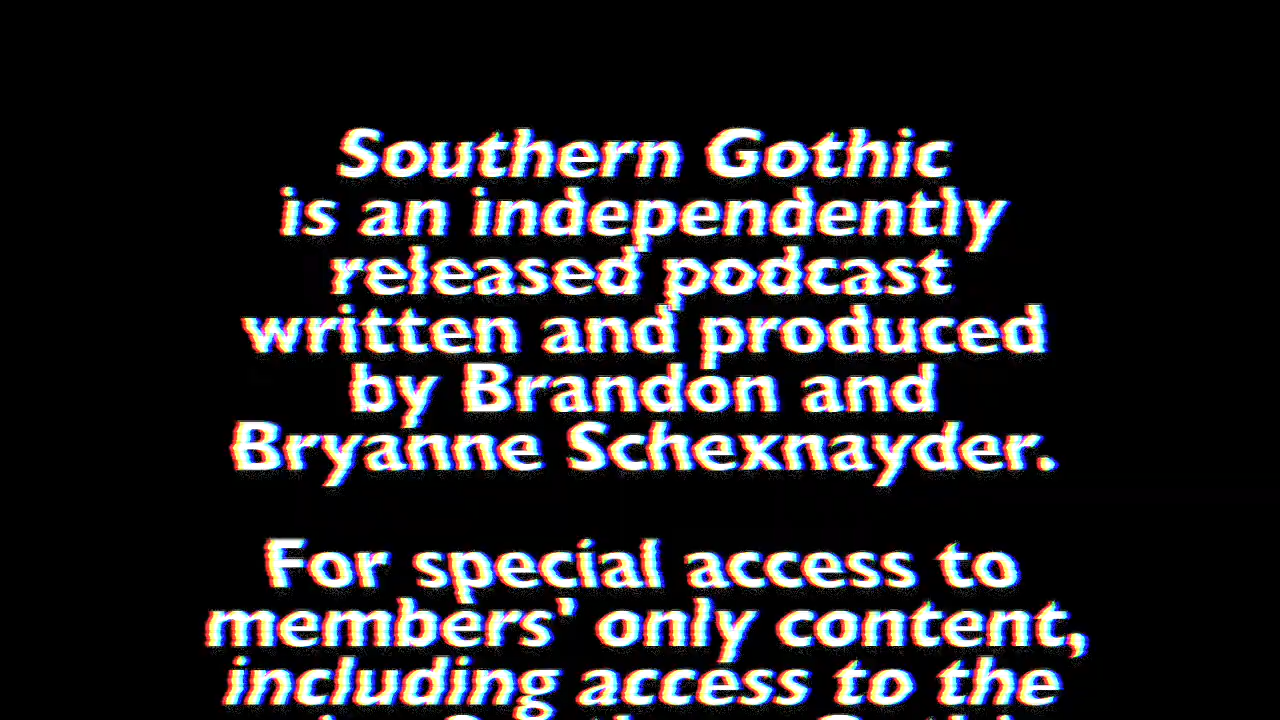 Southern Gothic
is an independently
released podcast
written and produced
by Brandon and
Bryanne Schexnayder.
For special access to
members' only content,
including access to the